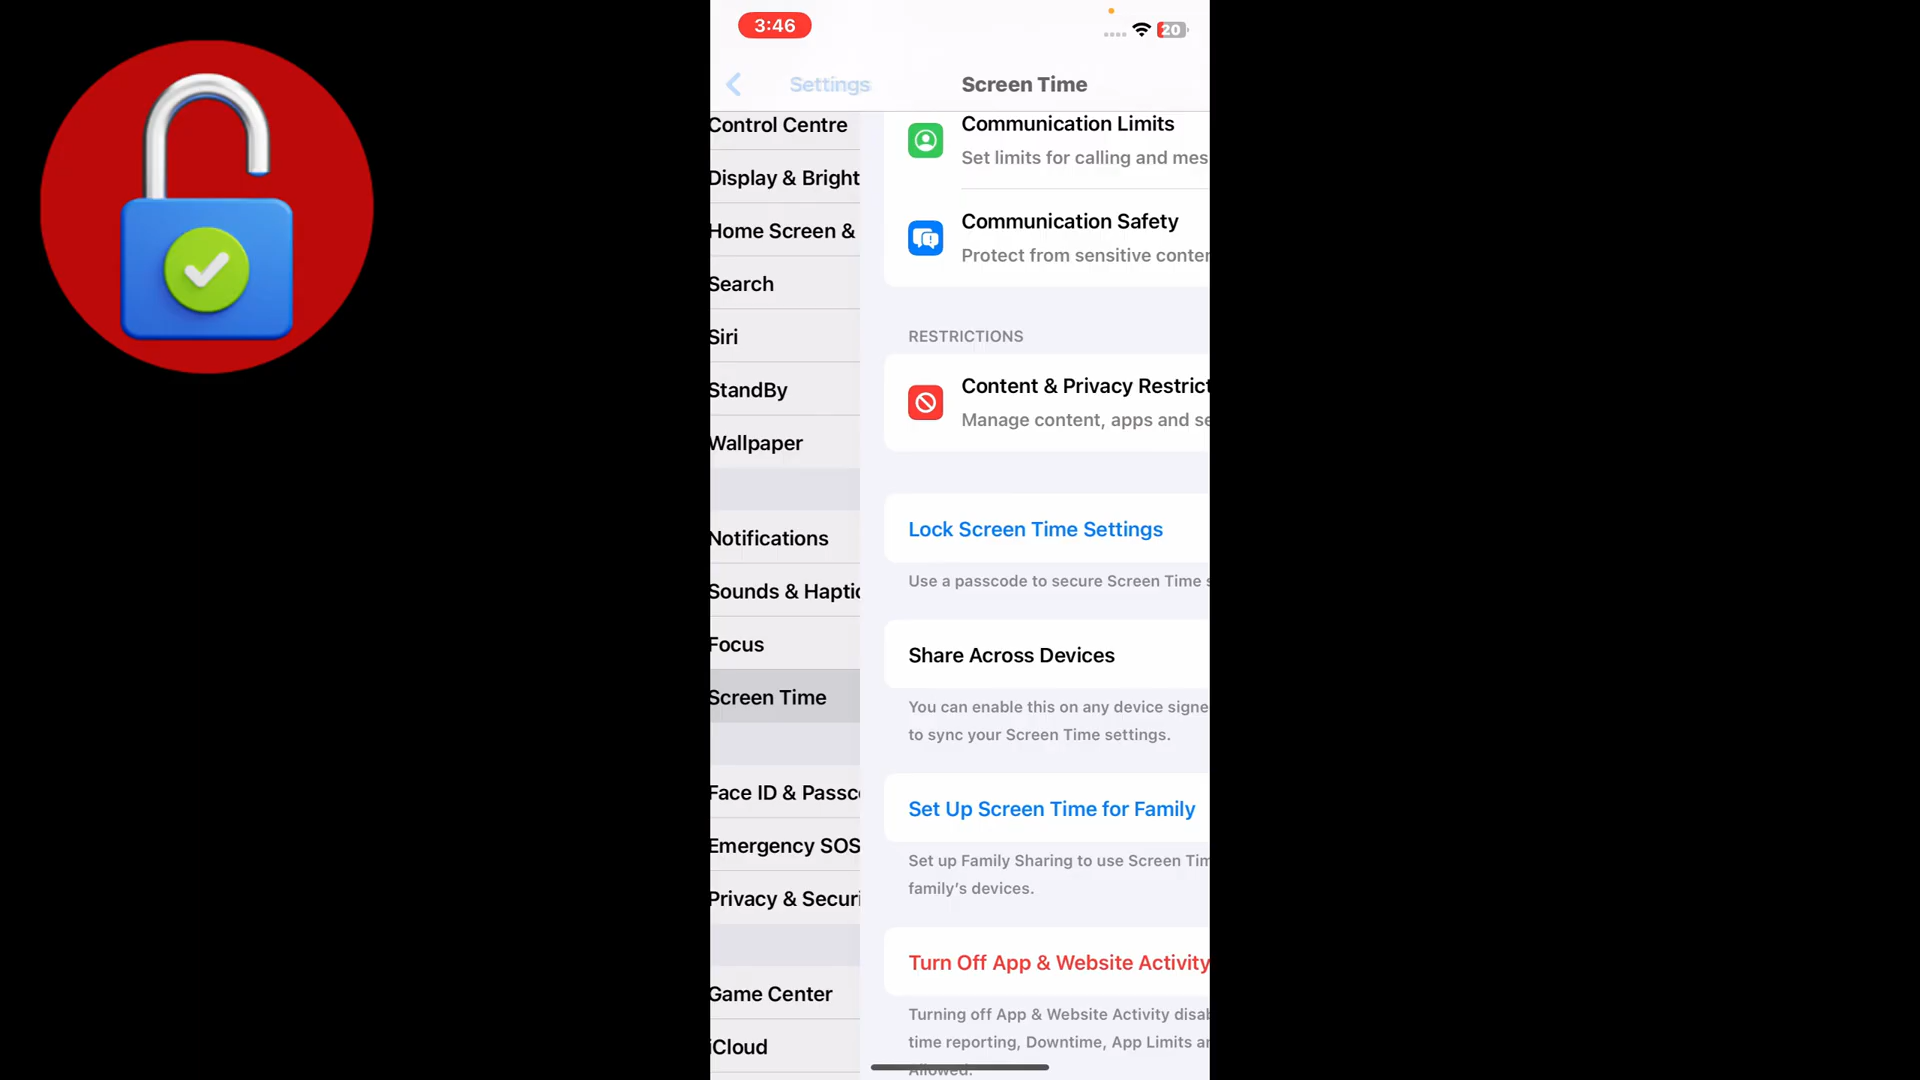 3:46
20
Settings
Screen Time
Control Centre
Display & Bright
Home Screen &
Search
Siri
StandBy
Wallpaper
Notifications
Sounds & Haptic
Focus
Screen Time
Face ID & Passc
Emergency SOS
Privacy & Securi
Game Center
iCloud
Communication Limits
Set limits for calling and mes
Communication Safety
Protect from sensitive conter
RESTRICTIONS
Content & Privacy Restrict
Manage content, apps and se
Lock Screen Time Settings
Use a passcode to secure Screen Time s
Share Across Devices
You can enable this on any device signe
to sync your Screen Time settings.
Set Up Screen Time for Family
Set up Family Sharing to use Screen Tim
family's devices.
Turn Off App & Website Activity
Turning off App & Website Activity disab
time reporting, Downtime, App Limits an
Allowed.